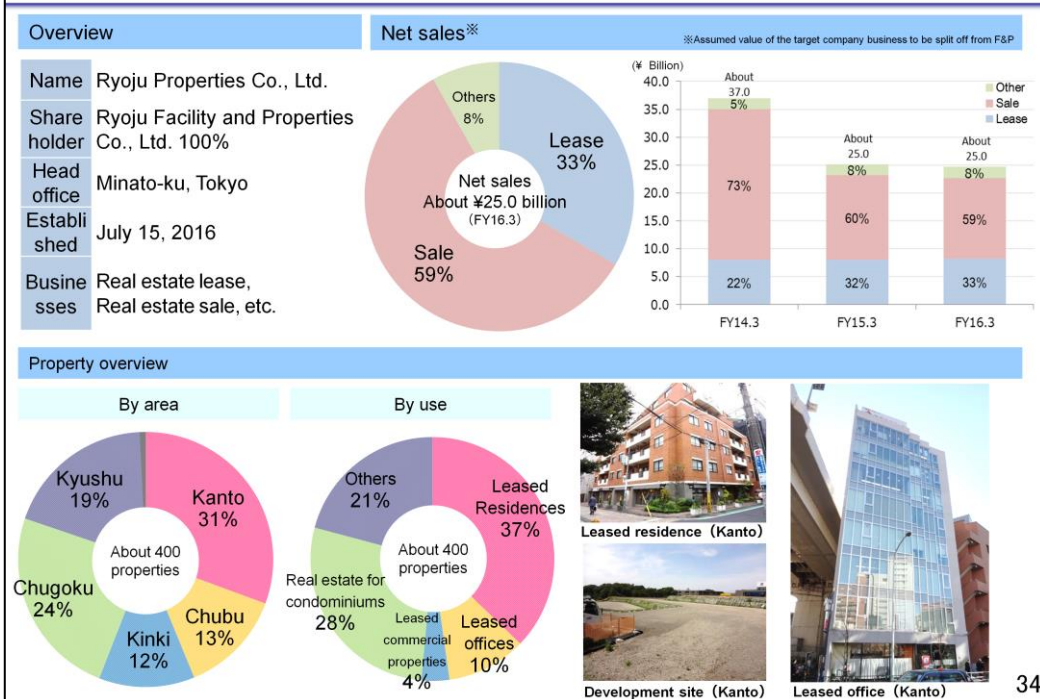 Overview
Name
Ryoju Properties Co., Ltd.
Share
holder
Ryoju Facility and Properties
Co., Ltd. 100%
Head
office
Minato-ku, Tokyo
Establi
shed
July 15, 2016
Busine
sses
Real estate lease,
Real estate sale, etc.
Net sales※
※Assumed value of the target company business to be split off from F&P
Others
8%
Lease
33%
Net sales
About ¥25.0 billion
(FY16.3)
Sale
59%
(¥ Billion)
40.0
35.0
30.0
25.0
20.0
15.0
10.0
5.0
0.0
About
37.0
5%
73%
22%
FY14.3
About
25.0
8%
60%
32%
FY15.3
About
25.0
8%
59%
33%
FY16.3
Other
Sale
Lease
Property overview
By area
Kyushu
19%
Kanto
31%
About 400
properties
Chugoku
24%
Chubu
13%
Kinki
12%
By use
Others
21%
Leased
Residences
37%
About 400
properties
Real estate for
condominiums
28%
Leased
commercial
properties
4%
Leased
offices
10%
Leased residence (Kanto)
Development site (Kanto)
Leased office (Kanto)
34